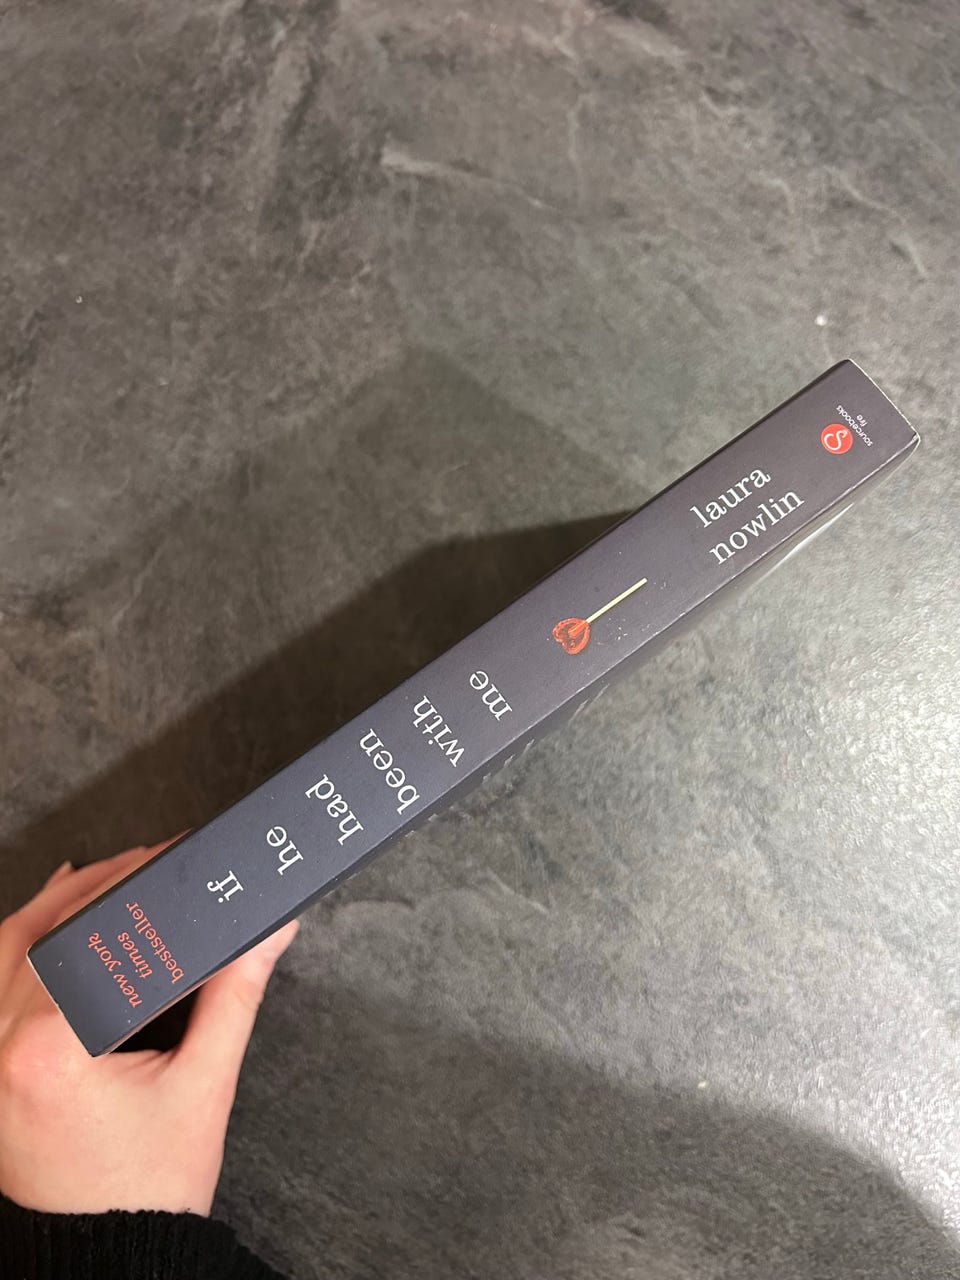 new york
times
bestseller
if
he
had
been
with
me
laura
nowlin
S
sourcebooks
fire